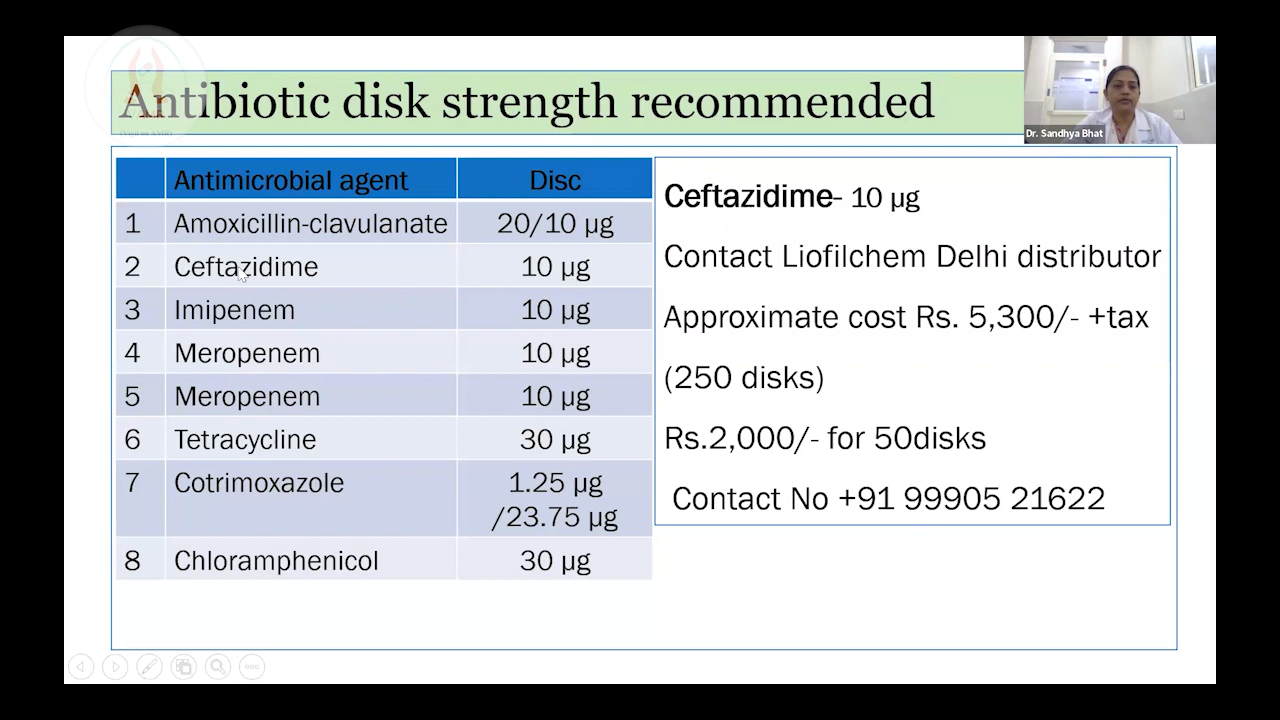 Antibiotic disk strength recommended
Dr. Sandhya Bhat
Antimicrobial agent Disc
1 Amoxicillin-clavulanate 20/10 µg
2 Ceftazidime 10 µg
3 Imipenem 10 µg
4 Meropenem 10 µg
5 Meropenem 10 µg
6 Tetracycline 30 µg
7 Cotrimoxazole 1.25 µg
/23.75 µg
8 Chloramphenicol 30 µg
Ceftazidime- 10 µg
Contact Liofilchem Delhi distributor
Approximate cost Rs. 5,300/- +tax
(250 disks)
Rs.2,000/- for 50disks
Contact No +91 99905 21622